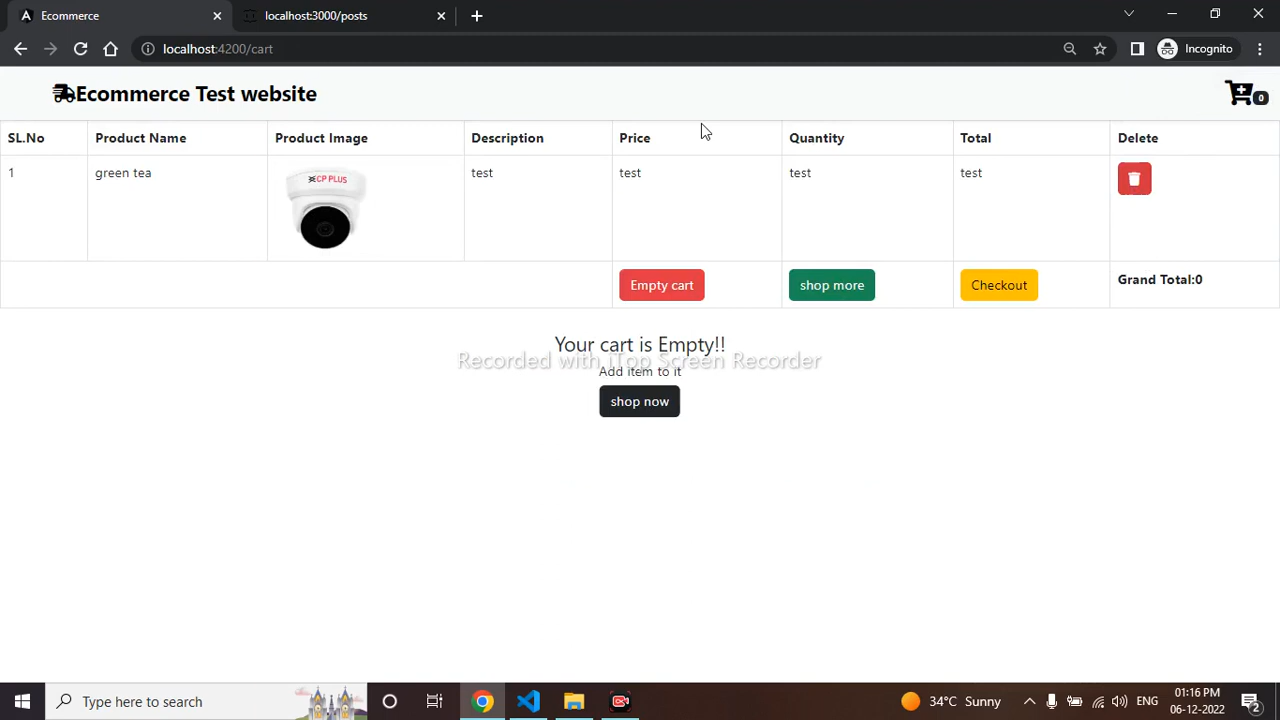 Ecommerce
localhost:3000/posts
localhost:4200/cart
Incognito
Ecommerce Test website
0
SL.No Product Name Product Image Description Price Quantity Total Delete
1 green tea CP PLUS test test test test
Empty cart shop more Checkout Grand Total:0
Your cart is Empty!!
Recorded with iTop Screen Recorder
Add item to it
shop now
Type here to search
34°C Sunny
ENG
01:16 PM
06-12-2022
2